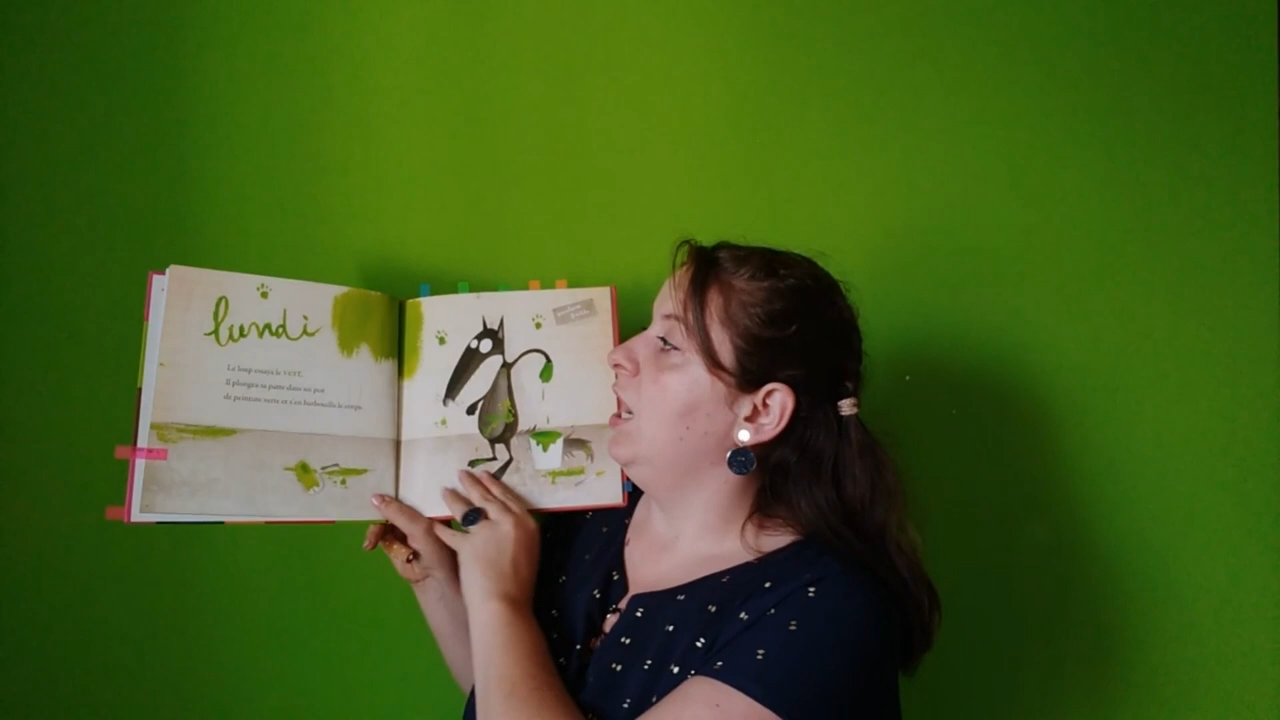 lundi
Le loup essaya le vert.
Il plongea sa patte dans un pot
de peinture verte et s'en barbouilla le corps.